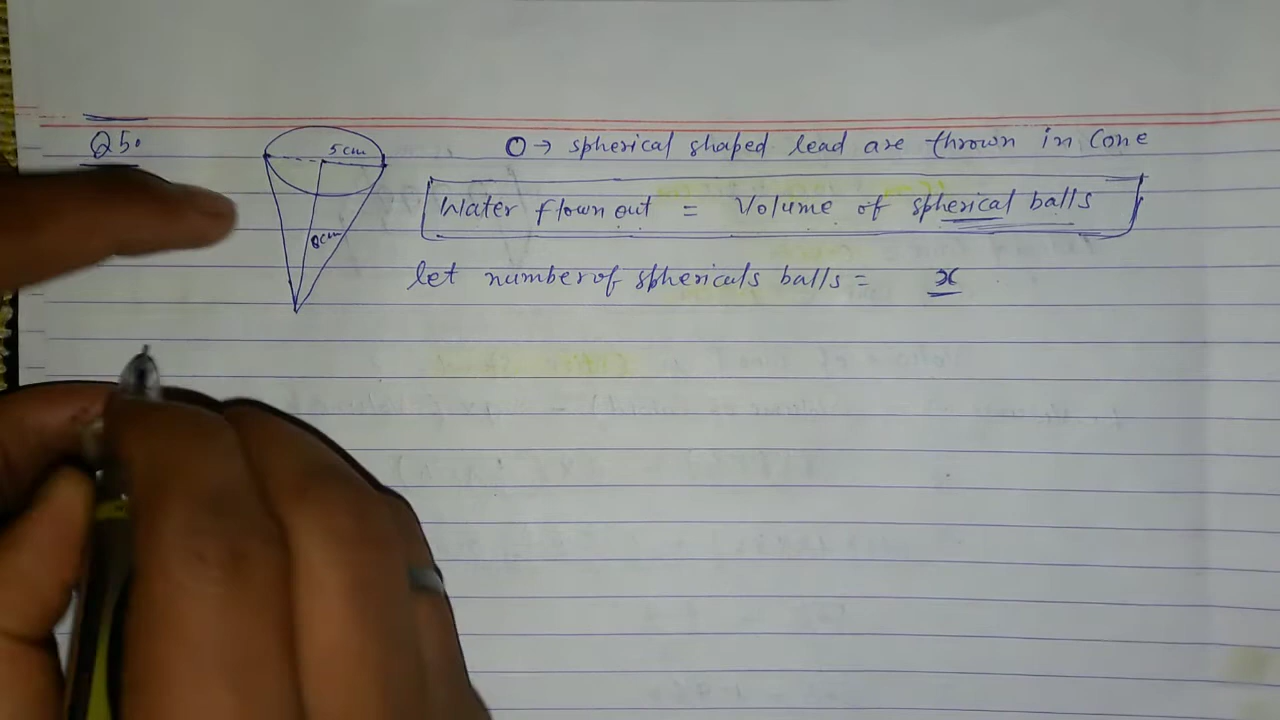 Q5.
5cm
8cm
O → spherical shaped lead are thrown in Cone
Water flown out = Volume of spherical balls
let number of sphericals balls = x